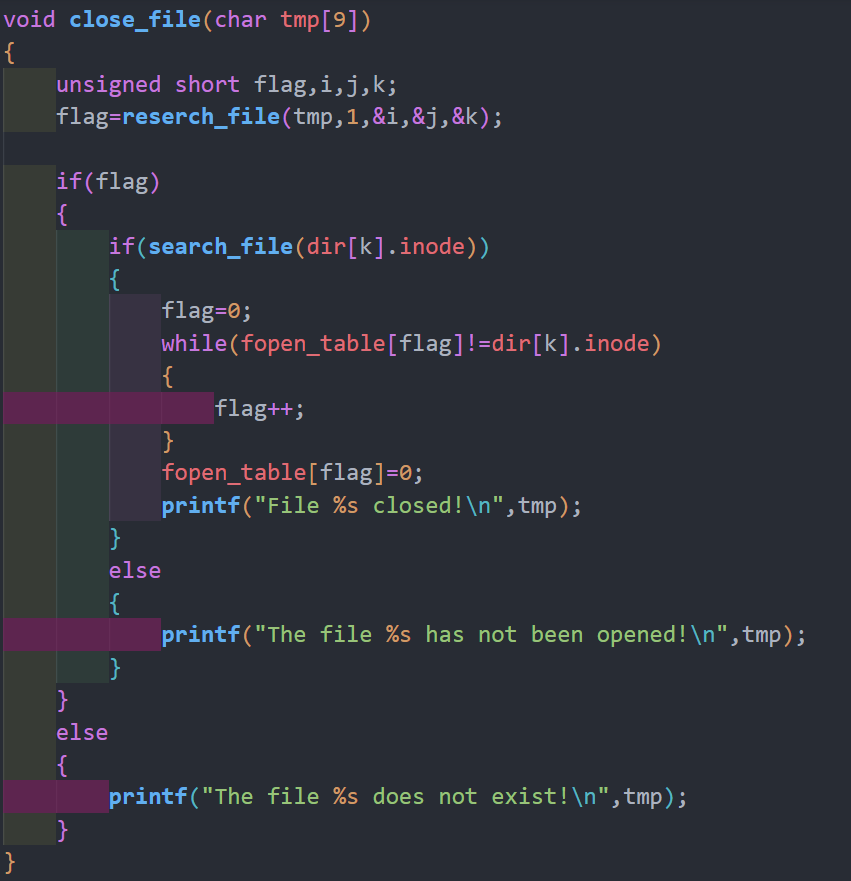 void close_file(char tmp[9])
{
    unsigned short flag,i,j,k;
    flag=reserch_file(tmp,1,&i,&j,&k);

    if(flag)
    {
        if(search_file(dir[k].inode))
        {
            flag=0;
            while(fopen_table[flag]!=dir[k].inode)
            {
                flag++;
            }
            fopen_table[flag]=0;
            printf("File %s closed!\n",tmp);
        }
        else
        {
            printf("The file %s has not been opened!\n",tmp);
        }
    }
    else
    {
        printf("The file %s does not exist!\n",tmp);
    }
}